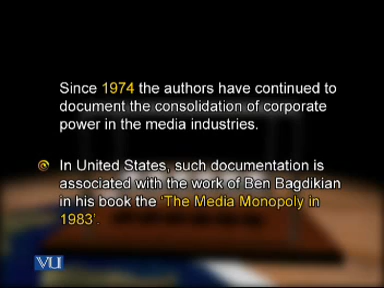 Since 1974 the authors have continued to
document the consolidation of corporate
power in the media industries.
In United States, such documentation is
associated with the work of Ben Bagdikian
in his book the 'The Media Monopoly in
1983'.
VU